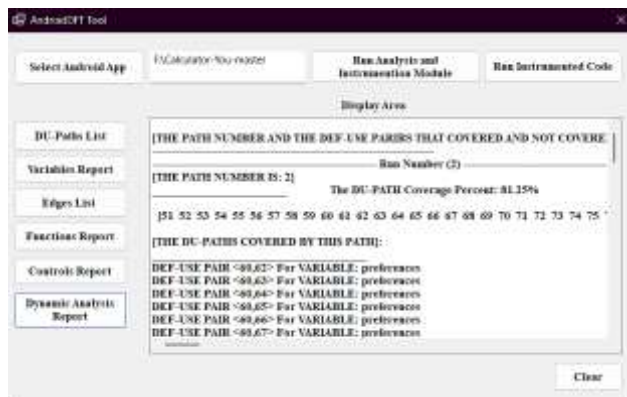 AndroidDFT Tool
Select Android App
F:\Calculator-You-master
Run Analysis and
Instrumentation Module
Run Instrumented Code
Display Area
DU-Paths List
Variables Report
Edges List
Functions Report
Controls Report
Dynamic Analysis
Report
[THE PATH NUMBER AND THE DEF-USE PARIRS THAT COVERED AND NOT COVERE
Run Number (2)
[THE PATH NUMBER IS: 2]
The DU-PATH Coverage Percent: 81.25%
[51 52 53 54 55 56 57 58 59 60 61 62 63 64 65 66 67 68 69 70 71 72 73 74 75
[THE DU-PATHS COVERED BY THIS PATH]:
DEF-USE PAIR <60,62> For VARIABLE: preferences
DEF-USE PAIR <60,63> For VARIABLE: preferences
DEF-USE PAIR <60,64> For VARIABLE: preferences
DEF-USE PAIR <60,65> For VARIABLE: preferences
DEF-USE PAIR <60,66> For VARIABLE: preferences
DEF-USE PAIR <60,67> For VARIABLE: preferences
Clear